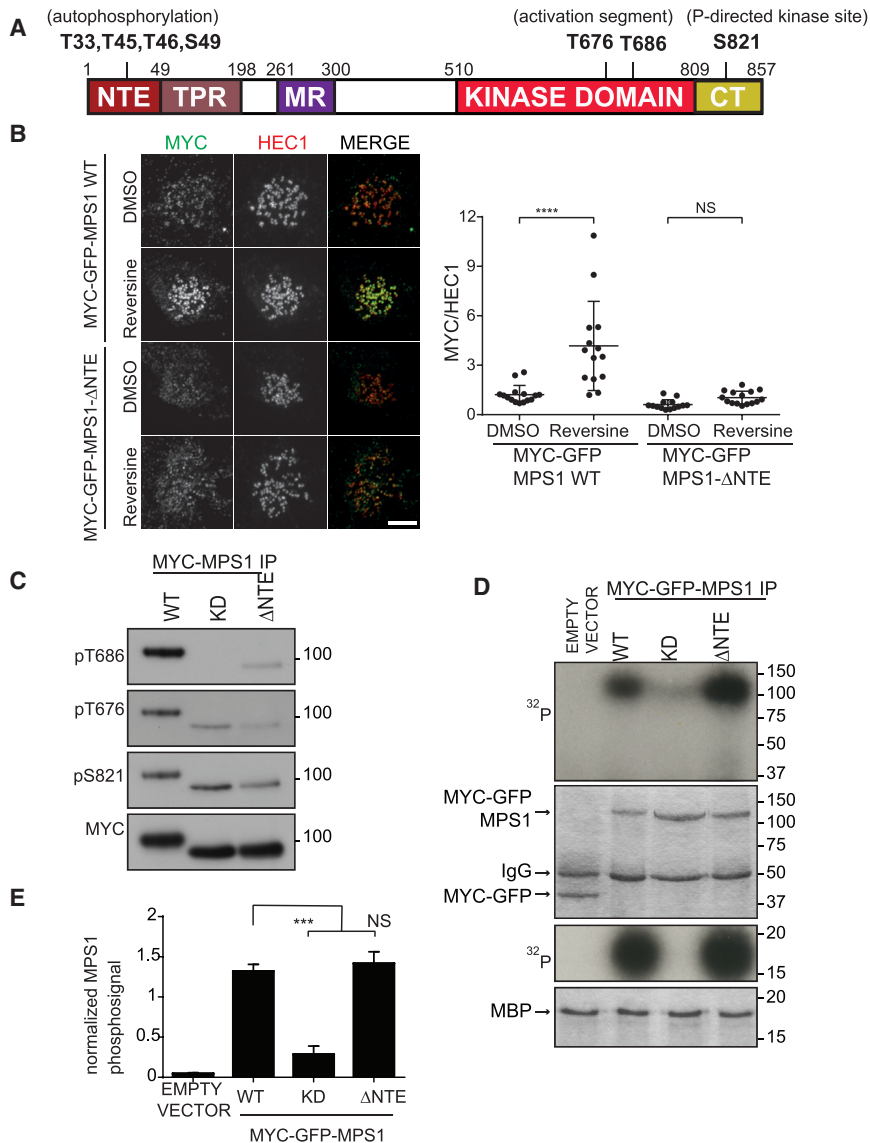 A
(autophosphorylation) (activation segment) (P-directed kinase site)
T33,T45,T46,S49 T676 T686 S821
1 49 198 261 300 510 809 857
NTE TPR MR KINASE DOMAIN CT
B
MYC HEC1 MERGE
MYC-GFP-MPS1 WT
DMSO
Reversine
MYC-GFP-MPS1-ΔNTE
DMSO
Reversine
MYC/HEC1
12
9
6
3
0
**** NS
DMSO Reversine DMSO Reversine
MYC-GFP MYC-GFP
MPS1 WT MPS1-ΔNTE
C
MYC-MPS1 IP
WT KD ΔNTE
pT686 100
pT676 100
pS821 100
MYC 100
D
MYC-GFP-MPS1 IP
EMPTY VECTOR WT KD ΔNTE
32P
150
100
75
50
37
MYC-GFP MPS1 →
IgG →
MYC-GFP →
150
100
75
50
37
32P
20
15
MBP →
20
15
E
normalized MPS1
phosphosignal
2
1.5
1
0.5
0
*** NS
EMPTY VECTOR WT KD ΔNTE
MYC-GFP-MPS1